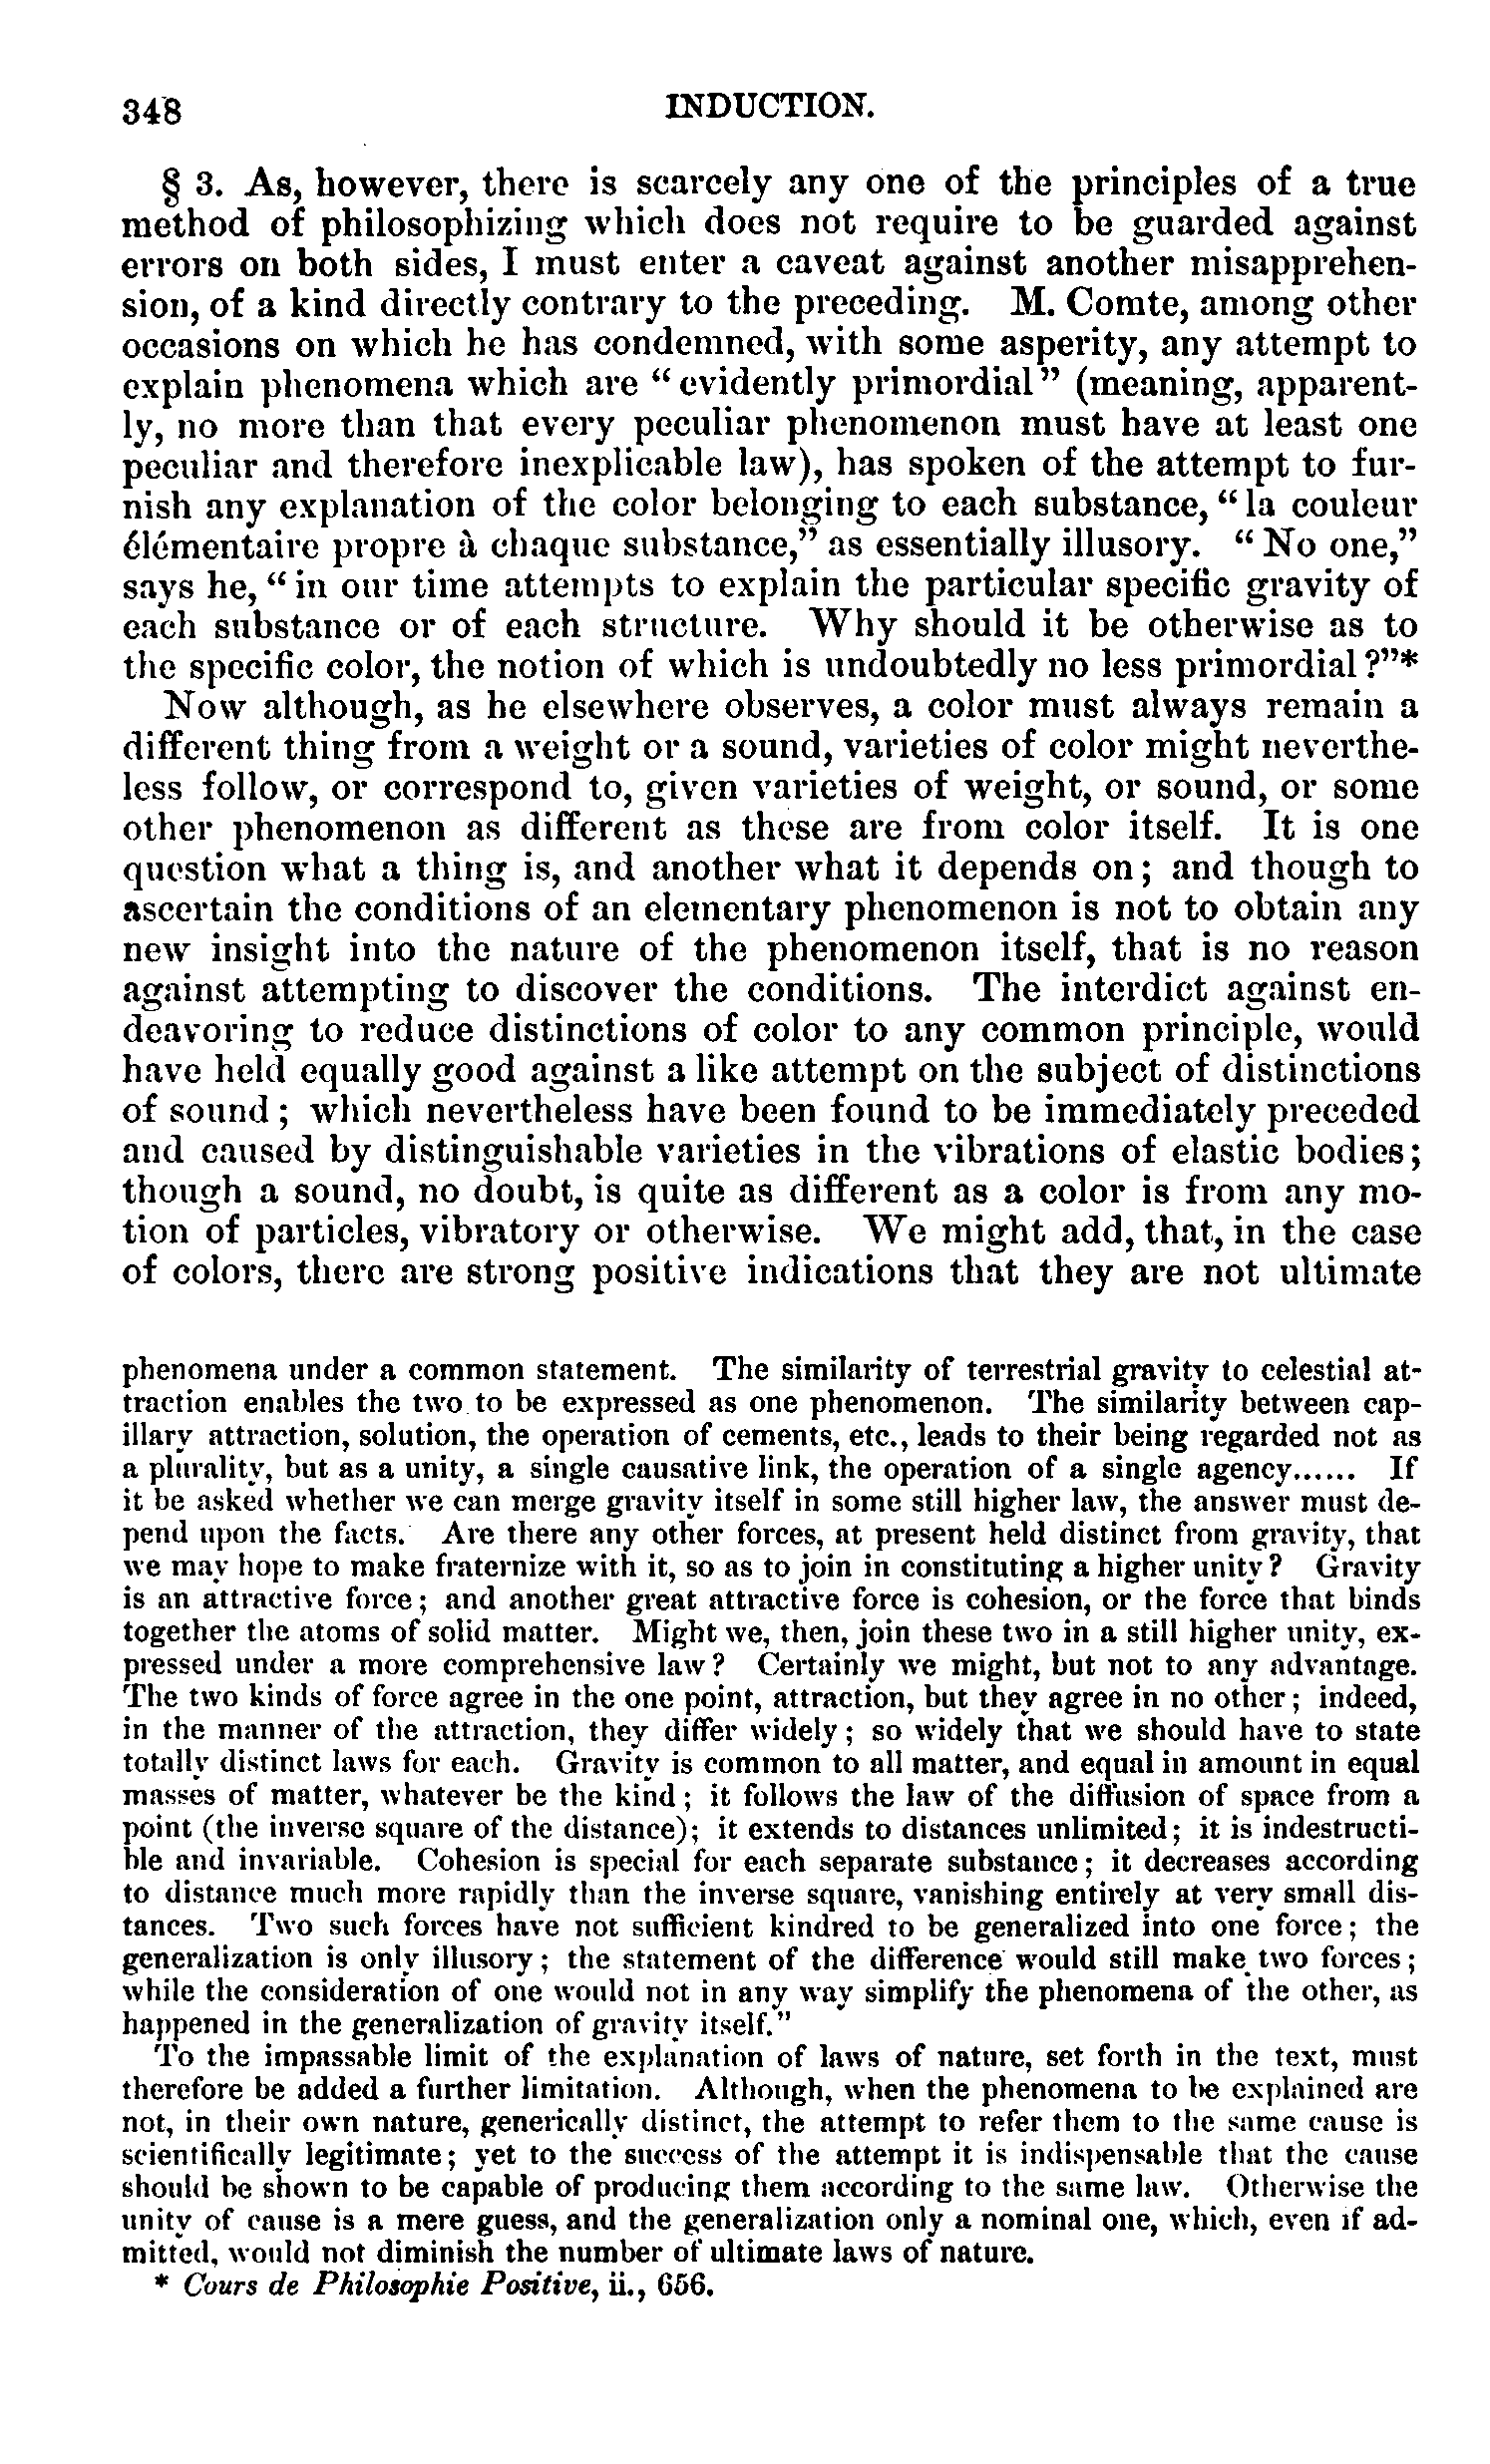 348 INDUCTION.
§ 3. As, however, there is scarcely any one of the principles of a true
method of philosophizing which does not require to be guarded against
errors on both sides, I must enter a caveat against another misapprehen-
sion, of a kind directly contrary to the preceding. M. Comte, among other
occasions on which he has condemned, with some asperity, any attempt to
explain phenomena which are “evidently primordial” (meaning, apparent-
ly, no more than that every peculiar phenomenon must have at least one
peculiar and therefore inexplicable law), has spoken of the attempt to fur-
nish any explanation of the color belonging to each substance, “la couleur
élémentaire propre à chaque substance,” as essentially illusory. “No one,”
says he, “in our time attempts to explain the particular specific gravity of
each substance or of each structure. Why should it be otherwise as to
the specific color, the notion of which is undoubtedly no less primordial?”*
Now although, as he elsewhere observes, a color must always remain a
different thing from a weight or a sound, varieties of color might neverthe-
less follow, or correspond to, given varieties of weight, or sound, or some
other phenomenon as different as these are from color itself. It is one
question what a thing is, and another what it depends on; and though to
ascertain the conditions of an elementary phenomenon is not to obtain any
new insight into the nature of the phenomenon itself, that is no reason
against attempting to discover the conditions. The interdict against en-
deavoring to reduce distinctions of color to any common principle, would
have held equally good against a like attempt on the subject of distinctions
of sound; which nevertheless have been found to be immediately preceded
and caused by distinguishable varieties in the vibrations of elastic bodies;
though a sound, no doubt, is quite as different as a color is from any mo-
tion of particles, vibratory or otherwise. We might add, that, in the case
of colors, there are strong positive indications that they are not ultimate
phenomena under a common statement. The similarity of terrestrial gravity to celestial at-
traction enables the two to be expressed as one phenomenon. The similarity between cap-
illary attraction, solution, the operation of cements, etc., leads to their being regarded not as
a plurality, but as a unity, a single causative link, the operation of a single agency...... If
it be asked whether we can merge gravity itself in some still higher law, the answer must de-
pend upon the facts. Are there any other forces, at present held distinct from gravity, that
we may hope to make fraternize with it, so as to join in constituting a higher unity? Gravity
is an attractive force; and another great attractive force is cohesion, or the force that binds
together the atoms of solid matter. Might we, then, join these two in a still higher unity, ex-
pressed under a more comprehensive law? Certainly we might, but not to any advantage.
The two kinds of force agree in the one point, attraction, but they agree in no other; indeed,
in the manner of the attraction, they differ widely; so widely that we should have to state
totally distinct laws for each. Gravity is common to all matter, and equal in amount in equal
masses of matter, whatever be the kind; it follows the law of the diffusion of space from a
point (the inverse square of the distance); it extends to distances unlimited; it is indestructi-
ble and invariable. Cohesion is special for each separate substance; it decreases according
to distance much more rapidly than the inverse square, vanishing entirely at very small dis-
tances. Two such forces have not sufficient kindred to be generalized into one force; the
generalization is only illusory; the statement of the difference would still make two forces;
while the consideration of one would not in any way simplify the phenomena of the other, as
happened in the generalization of gravity itself.”
To the impassable limit of the explanation of laws of nature, set forth in the text, must
therefore be added a further limitation. Although, when the phenomena to be explained are
not, in their own nature, generically distinct, the attempt to refer them to the same cause is
scientifically legitimate; yet to the success of the attempt it is indispensable that the cause
should be shown to be capable of producing them according to the same law. Otherwise the
unity of cause is a mere guess, and the generalization only a nominal one, which, even if ad-
mitted, would not diminish the number of ultimate laws of nature.
* Cours de Philosophie Positive, ii., 656.